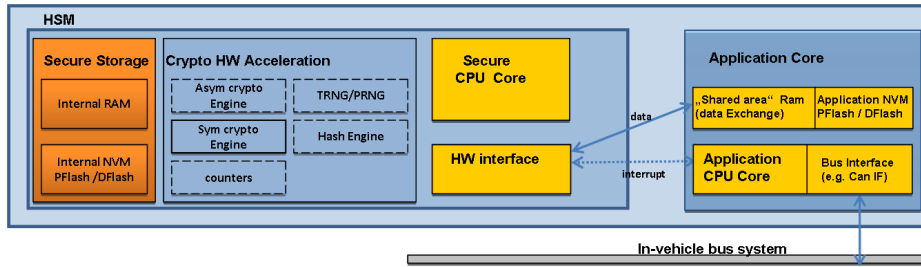 HSM
Secure Storage
Internal RAM
Internal NVM
PFlash /DFlash
Crypto HW Acceleration
Asym crypto
Engine
TRNG/PRNG
Sym crypto
Engine
Hash Engine
counters
Secure
CPU Core
HW interface
data
interrupt
Application Core
„Shared area“ Ram
(data Exchange)
Application NVM
PFlash / DFlash
Application
CPU Core
Bus Interface
(e.g. Can IF)
In-vehicle bus system